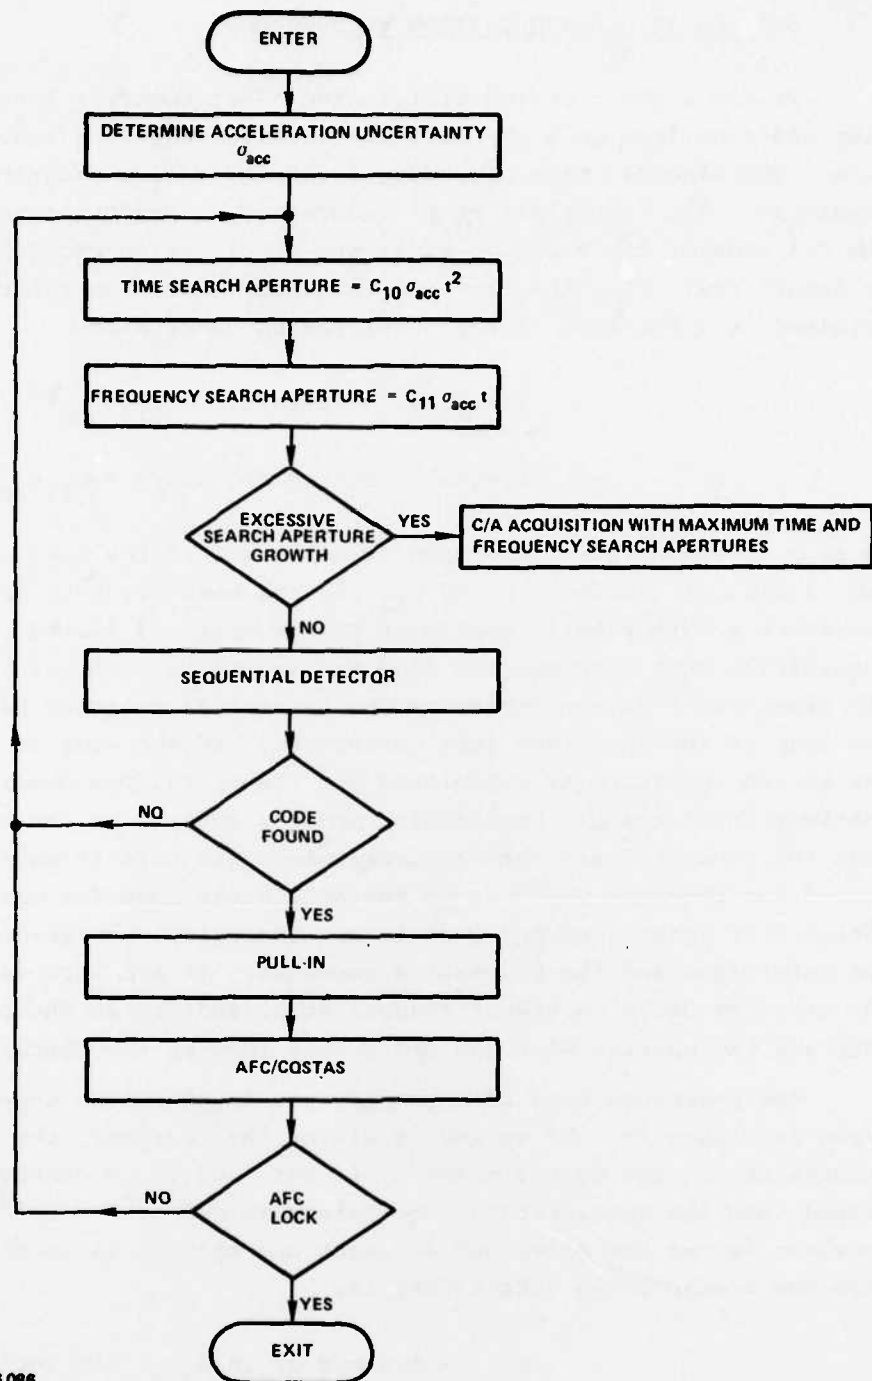 ENTER
DETERMINE ACCELERATION UNCERTAINTY
σacc
TIME SEARCH APERTURE = C10 σacc t²
FREQUENCY SEARCH APERTURE = C11 σacc t
EXCESSIVE
SEARCH APERTURE
GROWTH
YES
C/A ACQUISITION WITH MAXIMUM TIME AND
FREQUENCY SEARCH APERTURES
NO
SEQUENTIAL DETECTOR
NO
CODE
FOUND
YES
PULL-IN
AFC/COSTAS
NO
AFC
LOCK
YES
EXIT